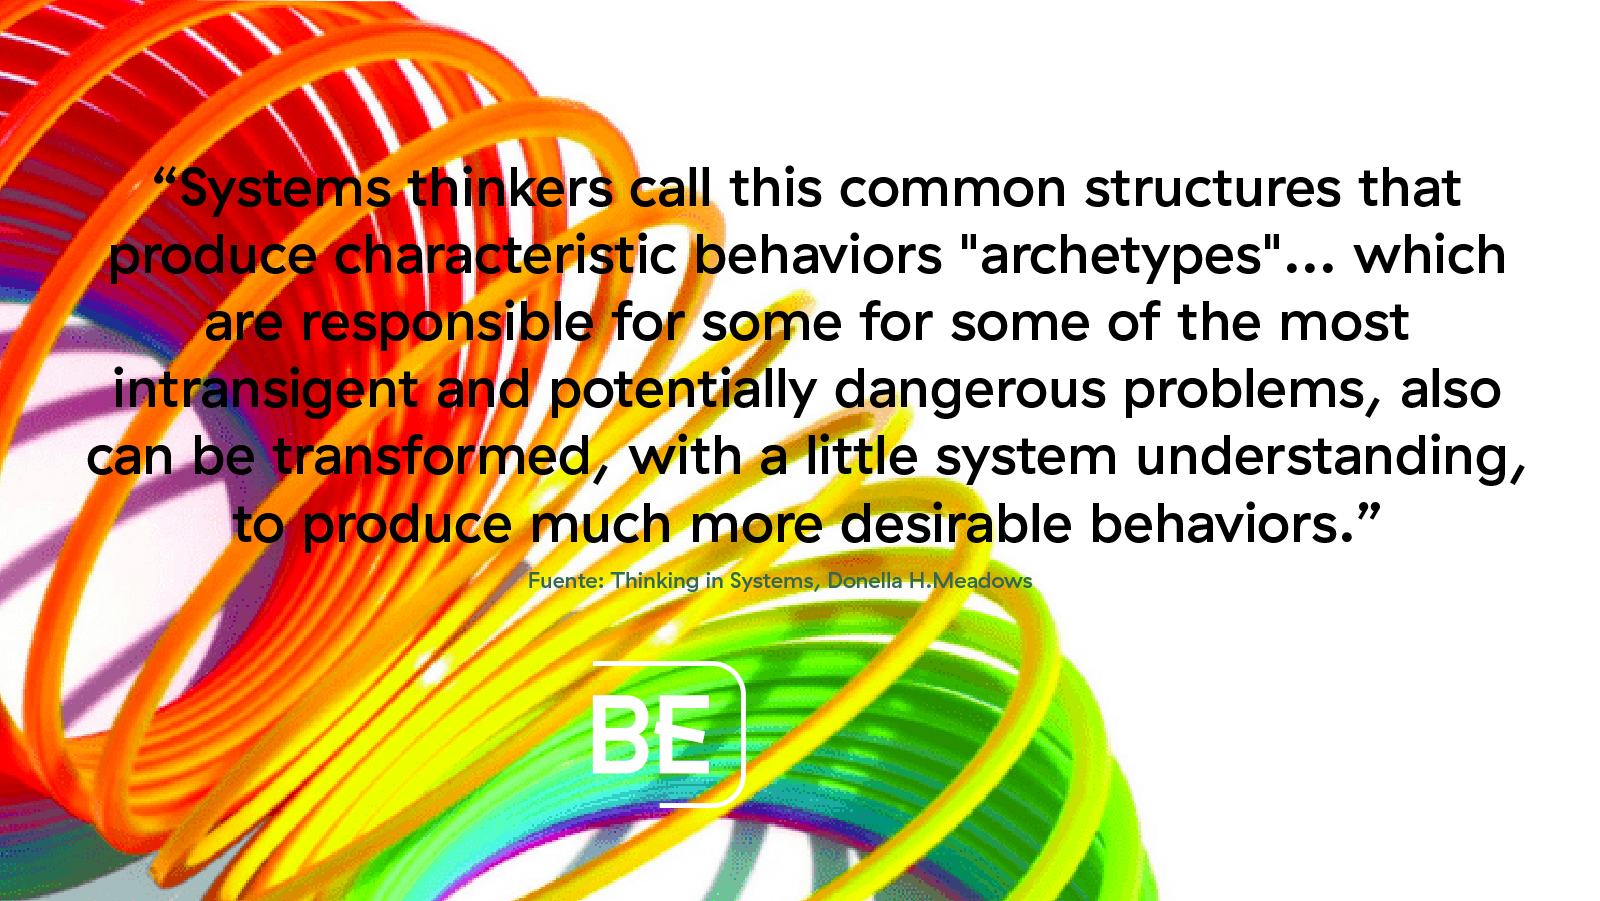 “Systems thinkers call this common structures that
produce characteristic behaviors "archetypes"... which
are responsible for some for some of the most
intransigent and potentially dangerous problems, also
can be transformed, with a little system understanding,
to produce much more desirable behaviors.”
Fuente: Thinking in Systems, Donella H.Meadows
BE